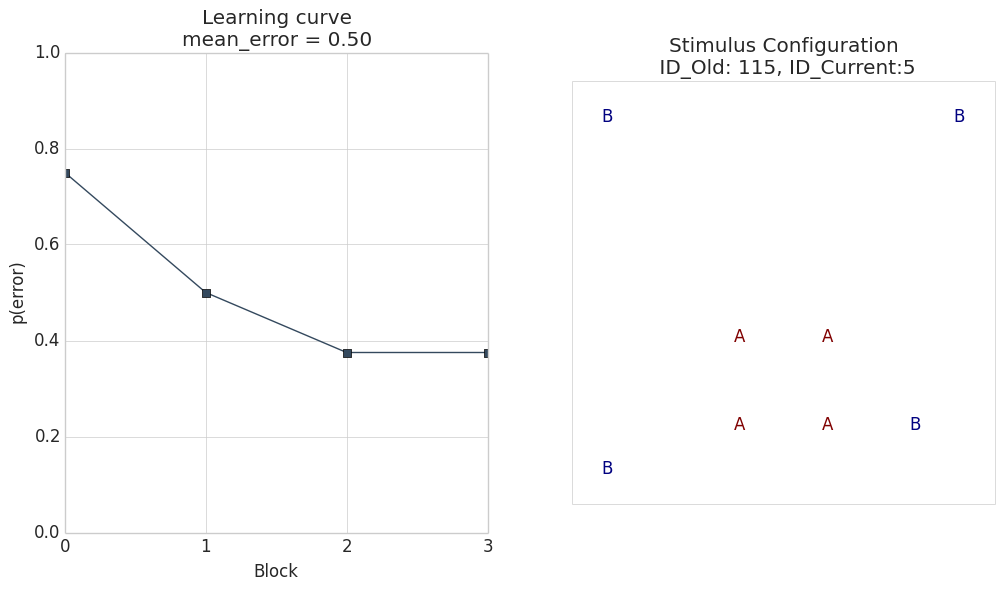 Learning curve
mean_error = 0.50
1.0
0.8
0.6
0.4
0.2
0.0
p(error)
0 1 2 3
Block
Stimulus Configuration
ID_Old: 115, ID_Current:5
B B
A A
A A B
B